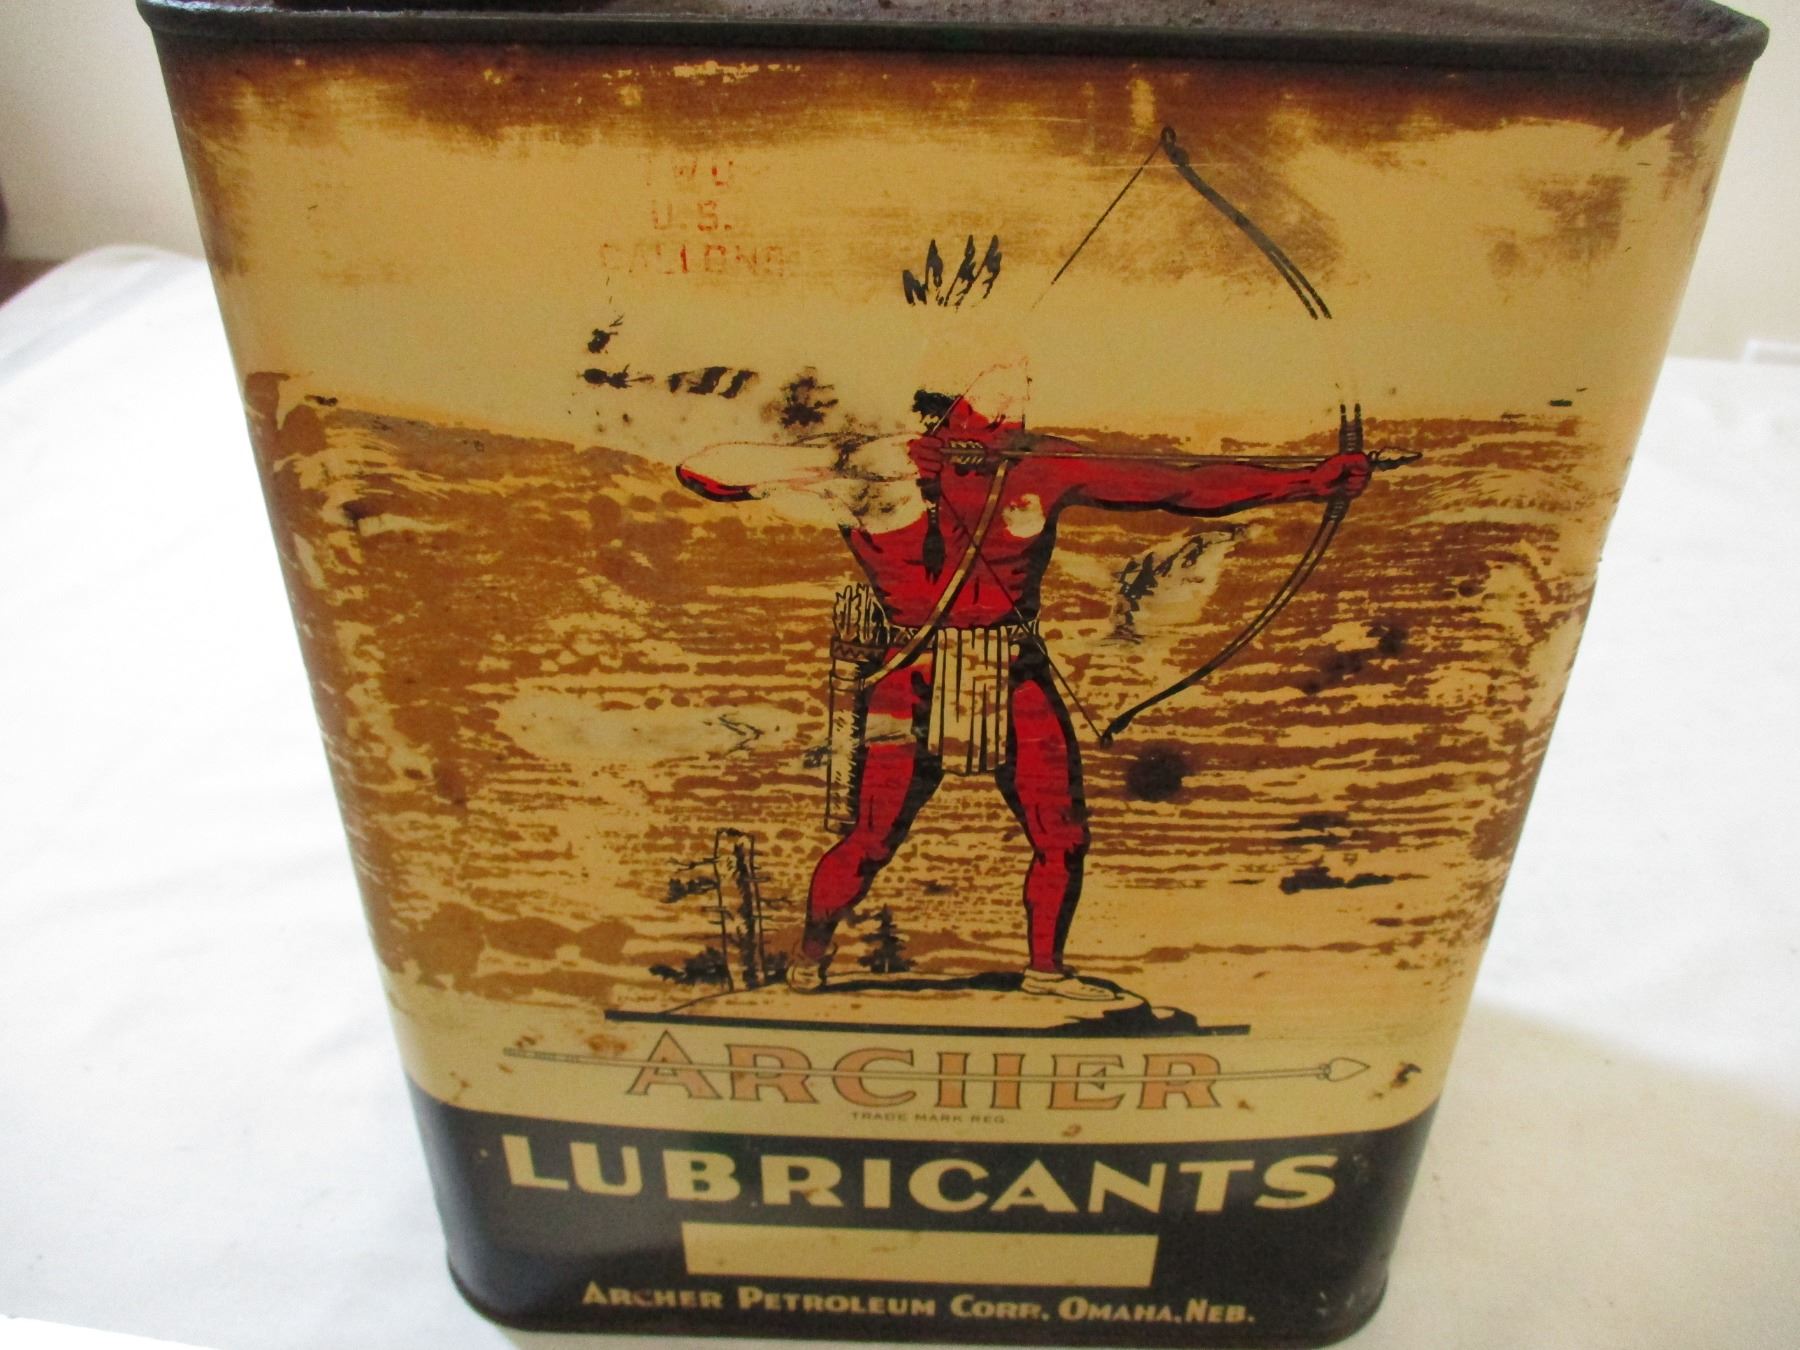 TWO
U.S.
GALLONS
ARCHER
TRADE MARK REG.
LUBRICANTS
ARCHER PETROLEUM CORP. OMAHA, NEB.